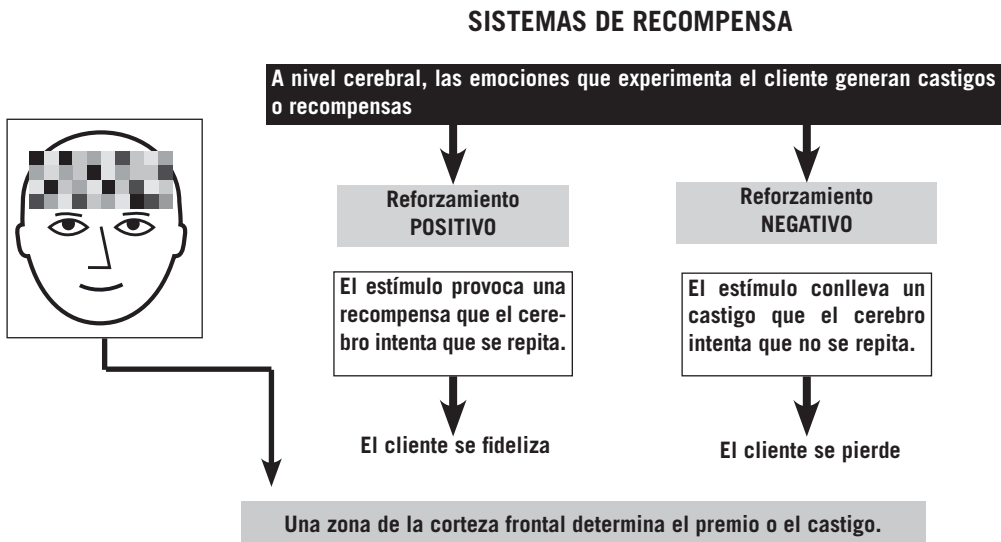 SISTEMAS DE RECOMPENSA
A nivel cerebral, las emociones que experimenta el cliente generan castigos
o recompensas
Reforzamiento
POSITIVO
El estímulo provoca una
recompensa que el cere-
bro intenta que se repita.
El cliente se fideliza
Reforzamiento
NEGATIVO
El estímulo conlleva un
castigo que el cerebro
intenta que no se repita.
El cliente se pierde
Una zona de la corteza frontal determina el premio o el castigo.